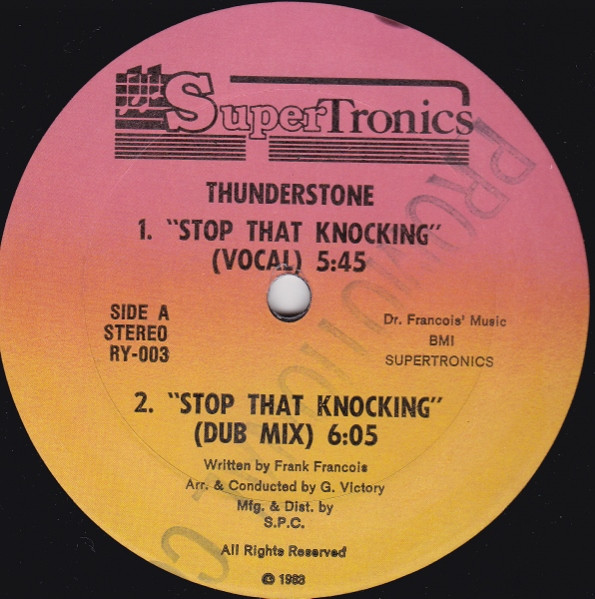 SuperTronics
THUNDERSTONE
1. "STOP THAT KNOCKING"
(VOCAL) 5:45
SIDE A
STEREO
RY-003
Dr. Francois' Music
BMI
SUPERTRONICS
2. "STOP THAT KNOCKING"
(DUB MIX) 6:05
Written by Frank Francois
Arr. & Conducted by G. Victory
Mfg. & Dist. by
S.P.C.
All Rights Reserved
© 1983